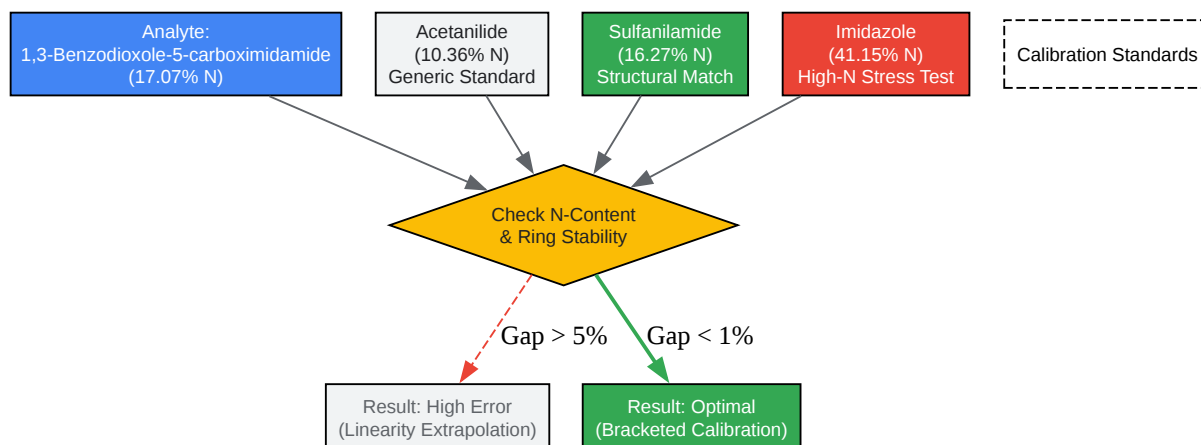 Analyte:
1,3-Benzodioxole-5-carboximidamide
(17.07% N)
Acetanilide
(10.36% N)
Generic Standard
Sulfanilamide
(16.27% N)
Structural Match
Imidazole
(41.15% N)
High-N Stress Test
Calibration Standards
Check N-Content
& Ring Stability
Gap > 5%
Gap < 1%
Result: High Error
(Linearity Extrapolation)
Result: Optimal
(Bracketed Calibration)